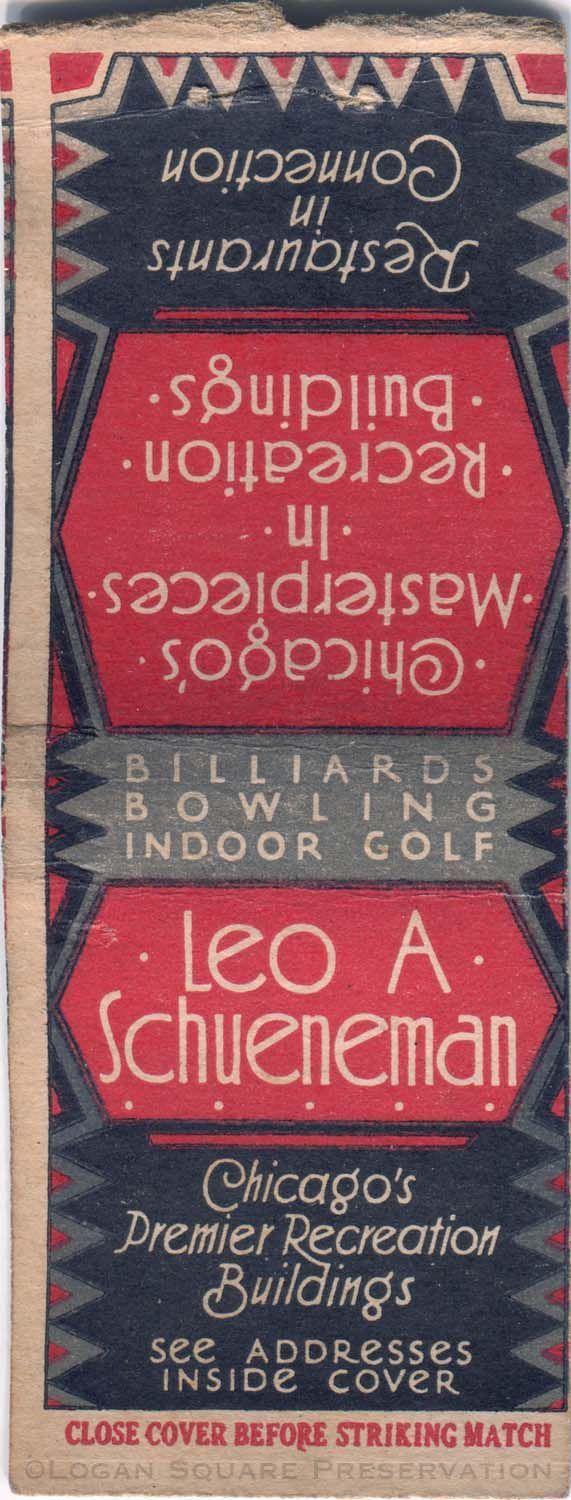 Restaurants
in
Connection
·Chicago's·
·Masterpieces·
·In·
·Recreation·
·Buildings·
BILLIARDS
BOWLING
INDOOR GOLF
·Leo A·
Schueneman
Chicago's
Premier Recreation
Buildings
See Addresses
Inside Cover
CLOSE COVER BEFORE STRIKING MATCH
©LOGAN SQUARE PRESERVATION